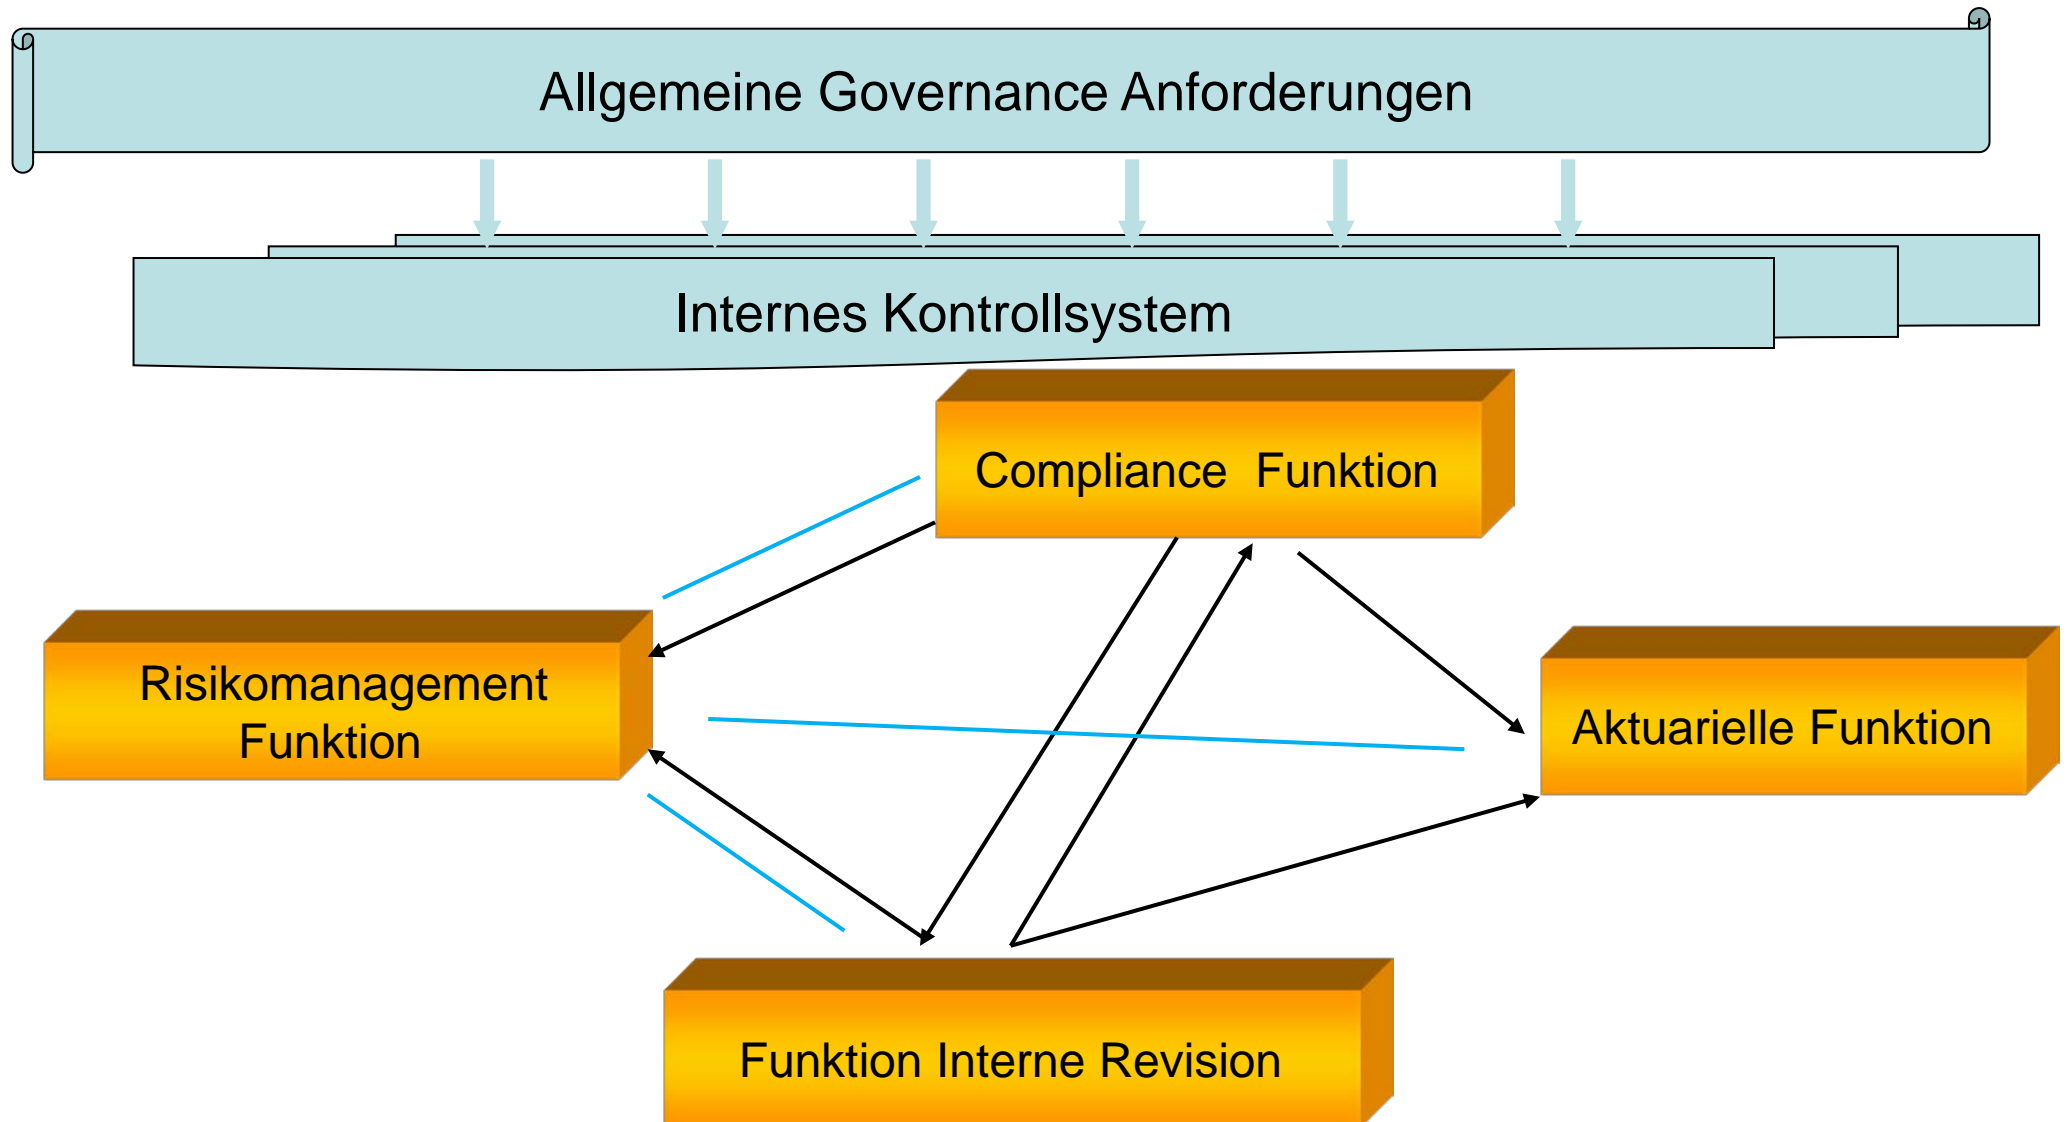 Allgemeine Governance Anforderungen
Internes Kontrollsystem
Compliance  Funktion
Risikomanagement
Funktion
Aktuarielle Funktion
Funktion Interne Revision